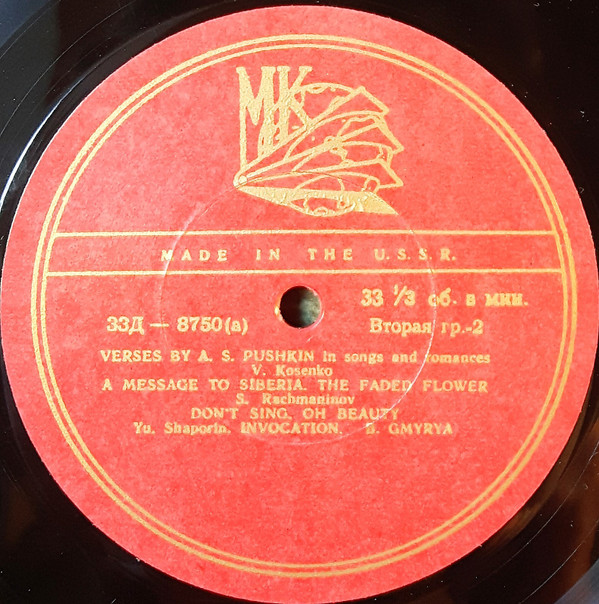 МК
MADE IN THE U.S.S.R.
33 1/3 об. в мин.
33Д — 8750(а)
Вторая гр.-2
VERSES BY A. S. PUSHKIN in songs and romances
V. Kosenko
A MESSAGE TO SIBERIA. THE FADED FLOWER
S. Rachmaninov
DON'T SING, OH BEAUTY
Yu. Shaporin. INVOCATION. B. GMYRYA